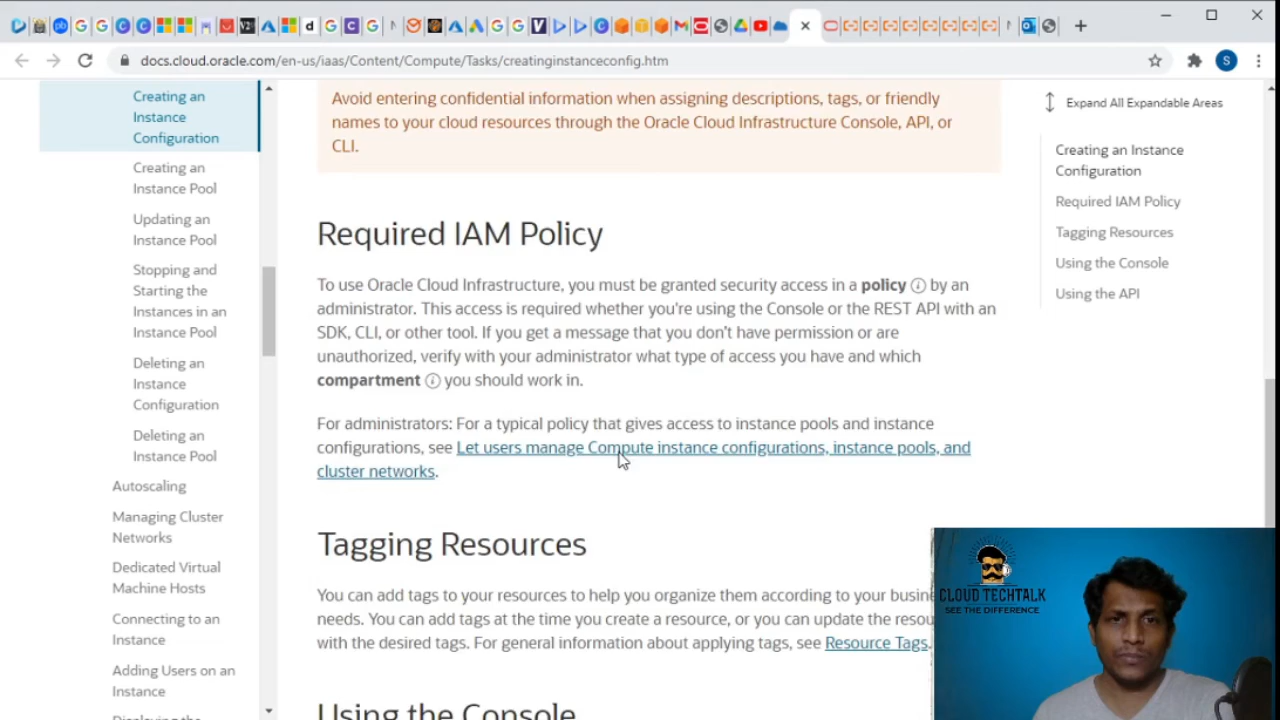 docs.cloud.oracle.com/en-us/iaas/Content/Compute/Tasks/creatinginstanceconfig.htm
S
Creating an
Instance
Configuration
Creating an
Instance Pool
Updating an
Instance Pool
Stopping and
Starting the
Instances in an
Instance Pool
Deleting an
Instance
Configuration
Deleting an
Instance Pool
Autoscaling
Managing Cluster
Networks
Dedicated Virtual
Machine Hosts
Connecting to an
Instance
Adding Users on an
Instance
Displaying the
Avoid entering confidential information when assigning descriptions, tags, or friendly
names to your cloud resources through the Oracle Cloud Infrastructure Console, API, or
CLI.
Required IAM Policy
To use Oracle Cloud Infrastructure, you must be granted security access in a policy by an
administrator. This access is required whether you're using the Console or the REST API with an
SDK, CLI, or other tool. If you get a message that you don't have permission or are
unauthorized, verify with your administrator what type of access you have and which
compartment you should work in.
For administrators: For a typical policy that gives access to instance pools and instance
configurations, see Let users manage Compute instance configurations, instance pools, and
cluster networks.
Tagging Resources
You can add tags to your resources to help you organize them according to your busine
needs. You can add tags at the time you create a resource, or you can update the resou
with the desired tags. For general information about applying tags, see Resource Tags.
Using the Console
Expand All Expandable Areas
Creating an Instance
Configuration
Required IAM Policy
Tagging Resources
Using the Console
Using the API
CLOUD TECHTALK
SEE THE DIFFERENCE